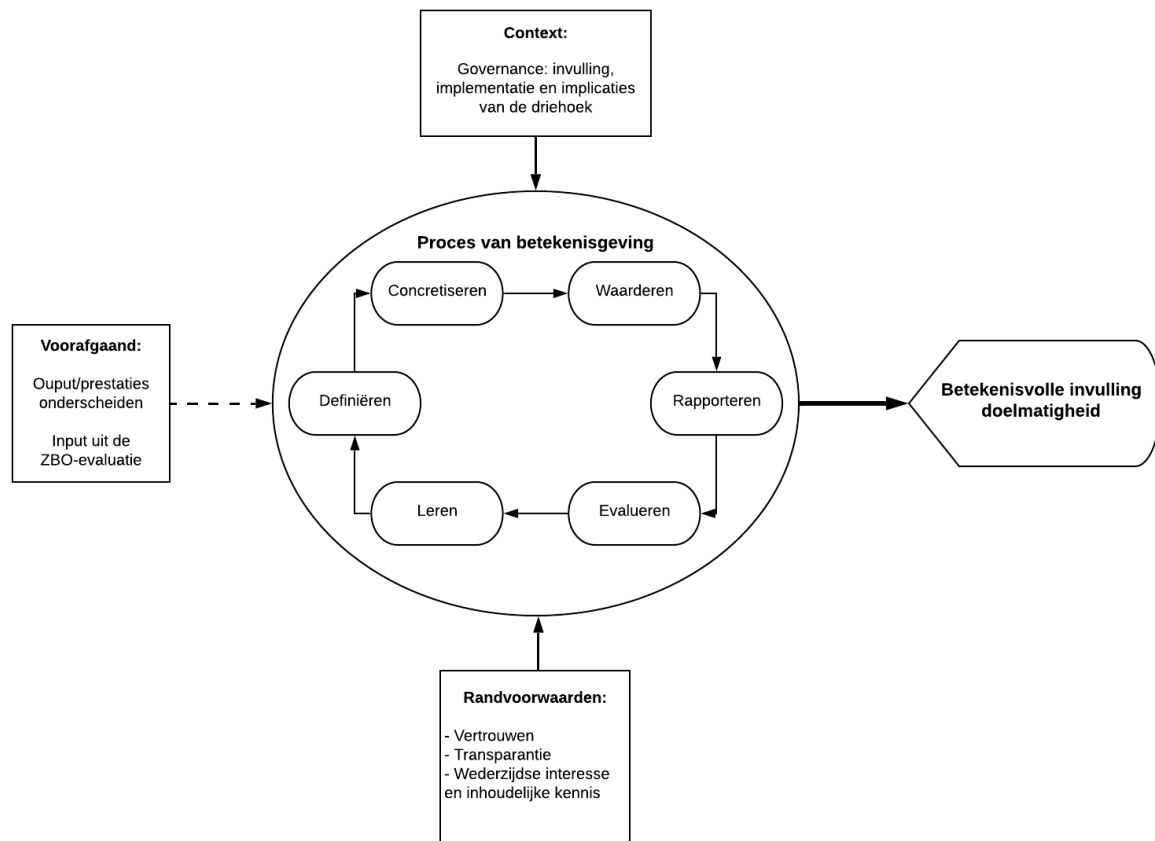 Context:
Governance: invulling,
implementatie en implicaties
van de driehoek
Proces van betekenisgeving
Concretiseren
Waarderen
Voorafgaand:
Ouput/prestaties
onderscheiden
Input uit de
ZBO-evaluatie
Definiëren
Rapporteren
Betekenisvolle invulling
doelmatigheid
Leren
Evalueren
Randvoorwaarden:
- Vertrouwen
- Transparantie
- Wederzijdse interesse
en inhoudelijke kennis